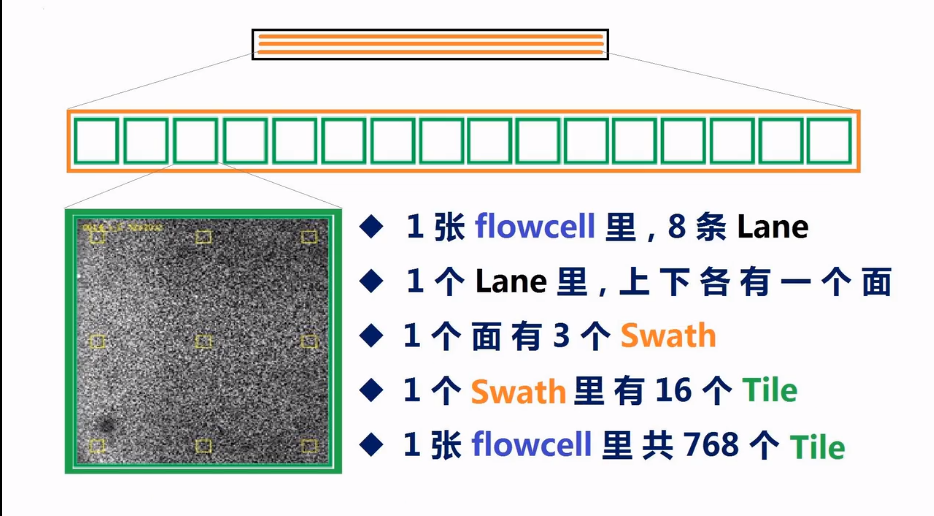 ◆ 1 张 flowcell 里 , 8 条 Lane
◆ 1 个 Lane 里 , 上 下 各 有 一 个 面
◆ 1 个 面 有 3 个 Swath
◆ 1 个 Swath 里 有 16 个 Tile
◆ 1 张 flowcell 里 共 768 个 Tile